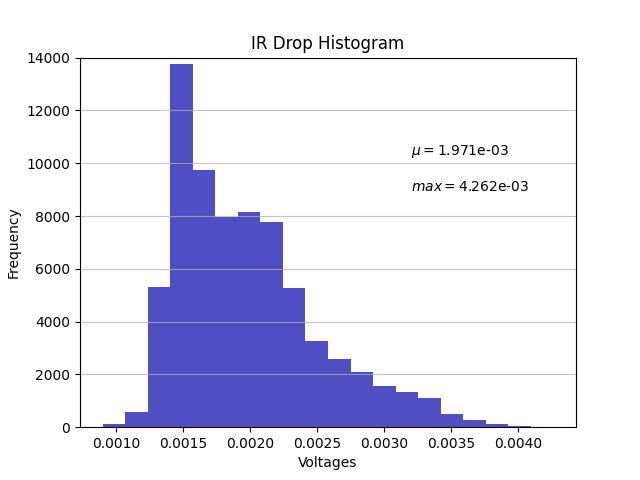 IR Drop Histogram
14000
12000
10000
8000
6000
4000
2000
0
Frequency
μ = 1.971e-03
max = 4.262e-03
0.0010 0.0015 0.0020 0.0025 0.0030 0.0035 0.0040
Voltages